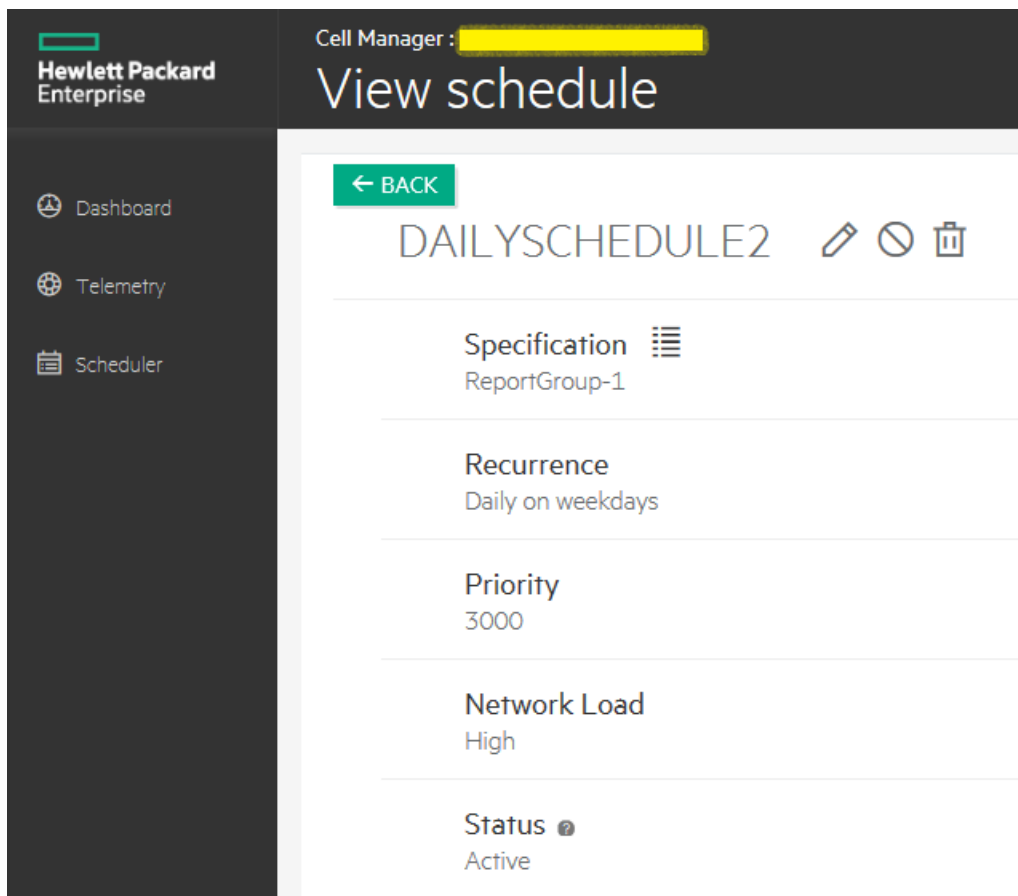 Hewlett Packard
Enterprise
Cell Manager :
View schedule
Dashboard
Telemetry
Scheduler
← BACK
DAILYSCHEDULE2
Specification
ReportGroup-1
Recurrence
Daily on weekdays
Priority
3000
Network Load
High
Status ?
Active